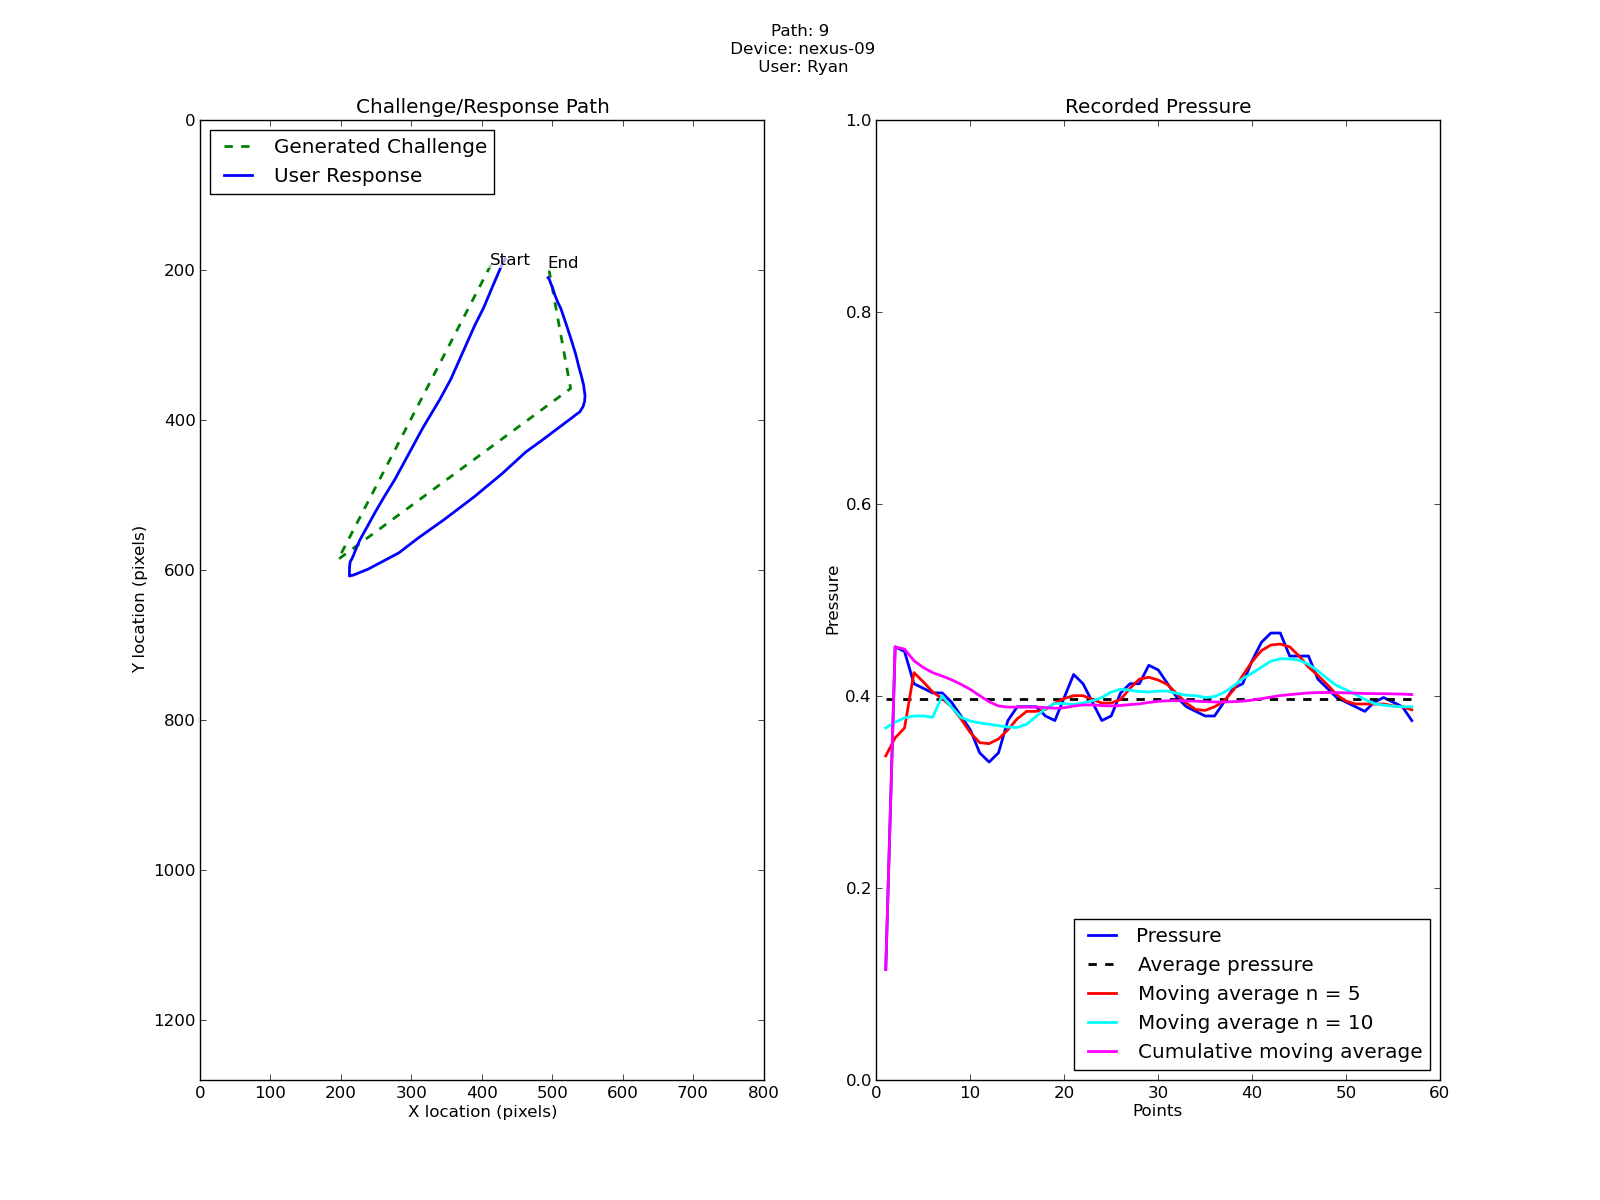 Path: 9
Device: nexus-09
User: Ryan
Challenge/Response Path
Generated Challenge
User Response
Start
End
0
200
400
600
800
1000
1200
Y location (pixels)
0 100 200 300 400 500 600 700 800
X location (pixels)
Recorded Pressure
1.0
0.8
0.6
0.4
0.2
0.0
Pressure
Pressure
Average pressure
Moving average n = 5
Moving average n = 10
Cumulative moving average
0 10 20 30 40 50 60
Points